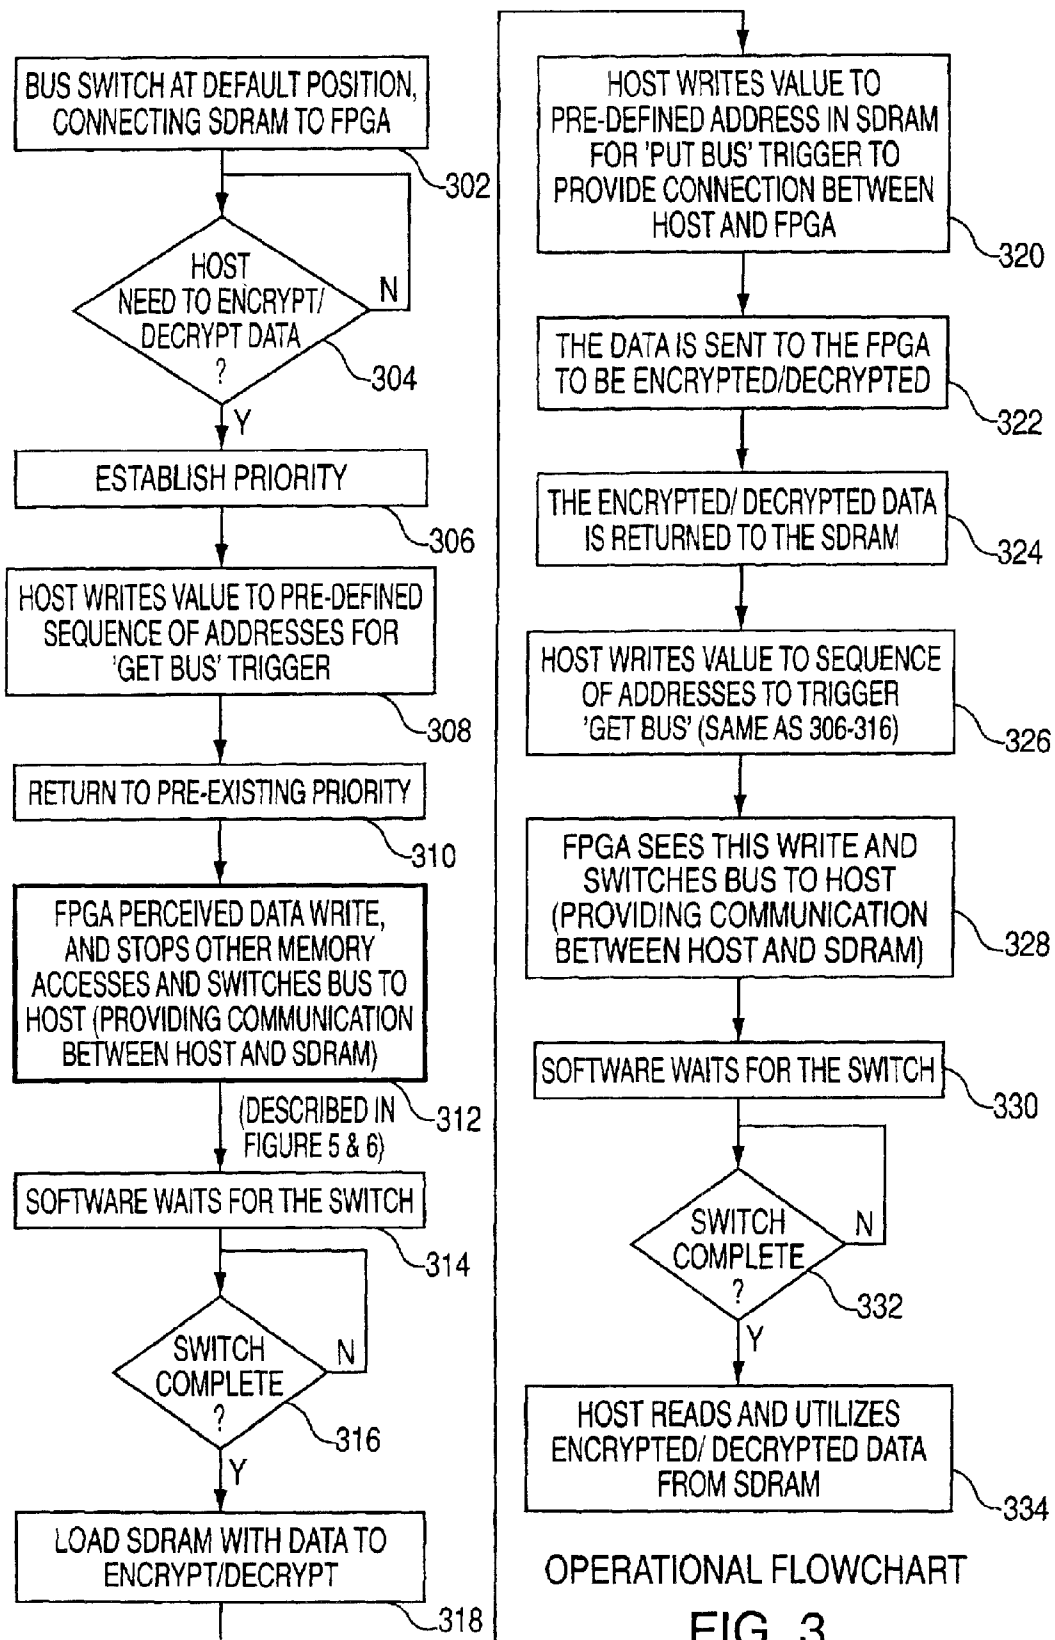 BUS SWITCH AT DEFAULT POSITION,
CONNECTING SDRAM TO FPGA
302
HOST
NEED TO ENCRYPT/
DECRYPT DATA
?
N
304
Y
ESTABLISH PRIORITY
306
HOST WRITES VALUE TO PRE-DEFINED
SEQUENCE OF ADDRESSES FOR
'GET BUS' TRIGGER
308
RETURN TO PRE-EXISTING PRIORITY
310
FPGA PERCEIVED DATA WRITE,
AND STOPS OTHER MEMORY
ACCESSES AND SWITCHES BUS TO
HOST (PROVIDING COMMUNICATION
BETWEEN HOST AND SDRAM)
312
(DESCRIBED IN
FIGURE 5 & 6)
SOFTWARE WAITS FOR THE SWITCH
314
SWITCH
COMPLETE
?
N
316
Y
LOAD SDRAM WITH DATA TO
ENCRYPT/DECRYPT
318
HOST WRITES VALUE TO
PRE-DEFINED ADDRESS IN SDRAM
FOR 'PUT BUS' TRIGGER TO
PROVIDE CONNECTION BETWEEN
HOST AND FPGA
320
THE DATA IS SENT TO THE FPGA
TO BE ENCRYPTED/DECRYPTED
322
THE ENCRYPTED/ DECRYPTED DATA
IS RETURNED TO THE SDRAM
324
HOST WRITES VALUE TO SEQUENCE
OF ADDRESSES TO TRIGGER
'GET BUS' (SAME AS 306-316)
326
FPGA SEES THIS WRITE AND
SWITCHES BUS TO HOST
(PROVIDING COMMUNICATION
BETWEEN HOST AND SDRAM)
328
SOFTWARE WAITS FOR THE SWITCH
330
SWITCH
COMPLETE
?
N
332
Y
HOST READS AND UTILIZES
ENCRYPTED/ DECRYPTED DATA
FROM SDRAM
334
OPERATIONAL FLOWCHART
FIG. 3